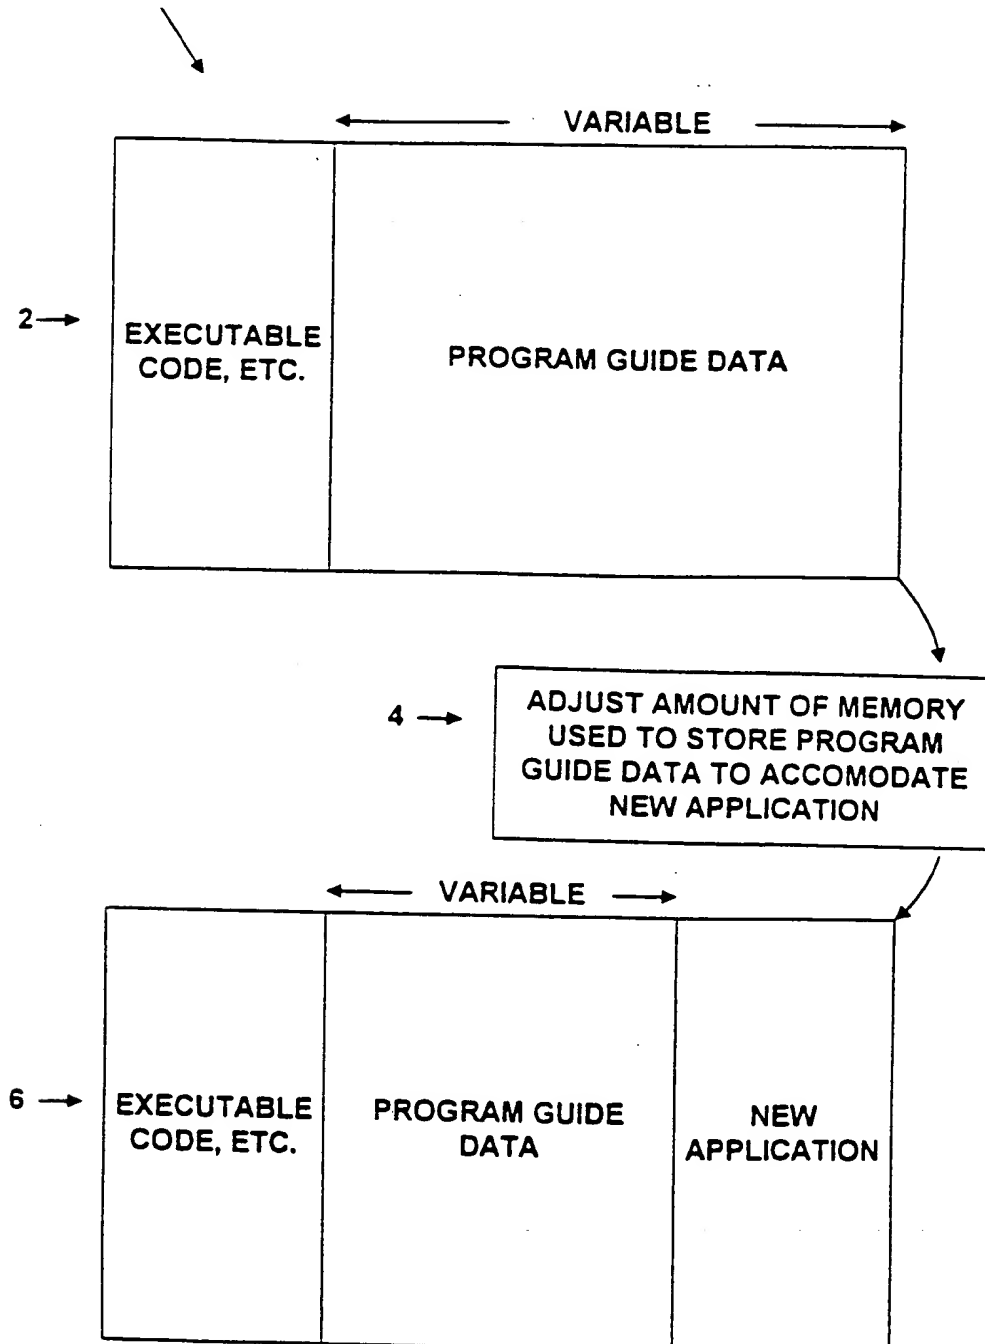 VARIABLE
2
EXECUTABLE
CODE, ETC.
PROGRAM GUIDE DATA
4
ADJUST AMOUNT OF MEMORY
USED TO STORE PROGRAM
GUIDE DATA TO ACCOMODATE
NEW APPLICATION
VARIABLE
6
EXECUTABLE
CODE, ETC.
PROGRAM GUIDE
DATA
NEW
APPLICATION